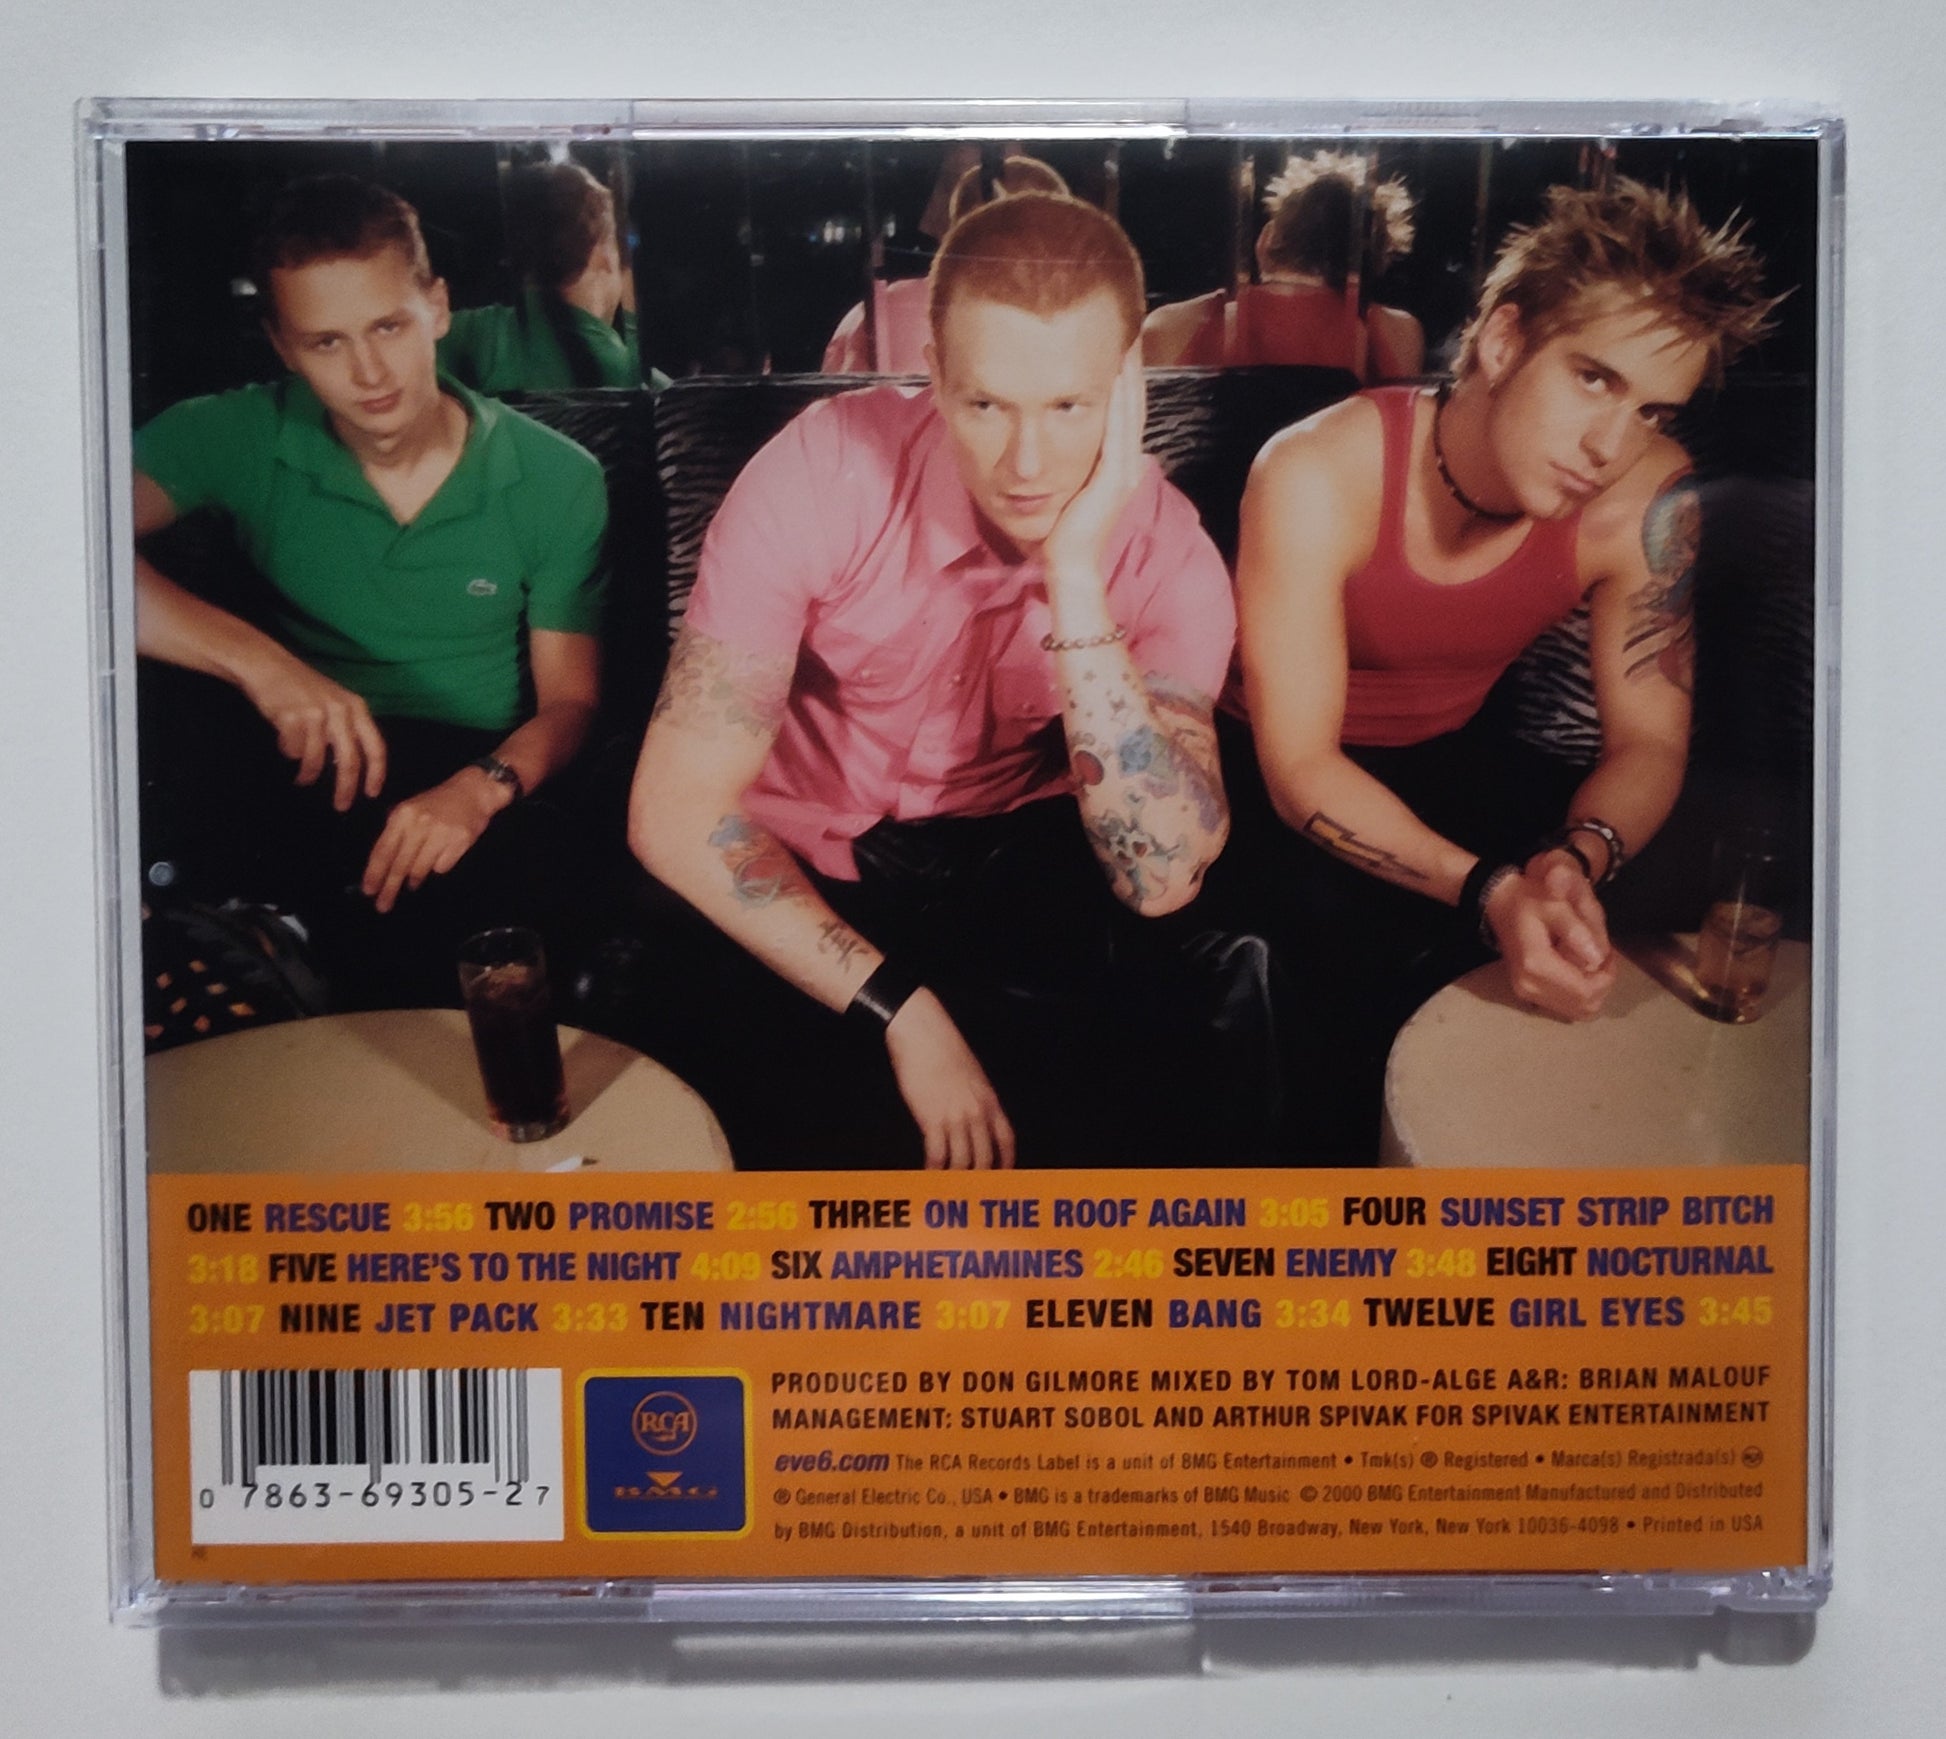 ONE RESCUE 3:56 TWO PROMISE 2:56 THREE ON THE ROOF AGAIN 3:05 FOUR SUNSET STRIP BITCH
3:18 FIVE HERE'S TO THE NIGHT 4:09 SIX AMPHETAMINES 2:46 SEVEN ENEMY 3:48 EIGHT NOCTURNAL
3:07 NINE JET PACK 3:33 TEN NIGHTMARE 3:07 ELEVEN BANG 3:34 TWELVE GIRL EYES 3:45
PRODUCED BY DON GILMORE MIXED BY TOM LORD-ALGE A&R: BRIAN MALOUF
MANAGEMENT: STUART SOBOL AND ARTHUR SPIVAK FOR SPIVAK ENTERTAINMENT
eve6.com The RCA Records Label is a unit of BMG Entertainment • Tmk(s) ® Registered • Marca(s) Registrada(s)
® General Electric Co., USA • BMG is a trademarks of BMG Music © 2000 BMG Entertainment Manufactured and Distributed
by BMG Distribution, a unit of BMG Entertainment, 1540 Broadway, New York, New York 10036-4098 • Printed in USA
0 7863-69305-2 7
RCA
BMG